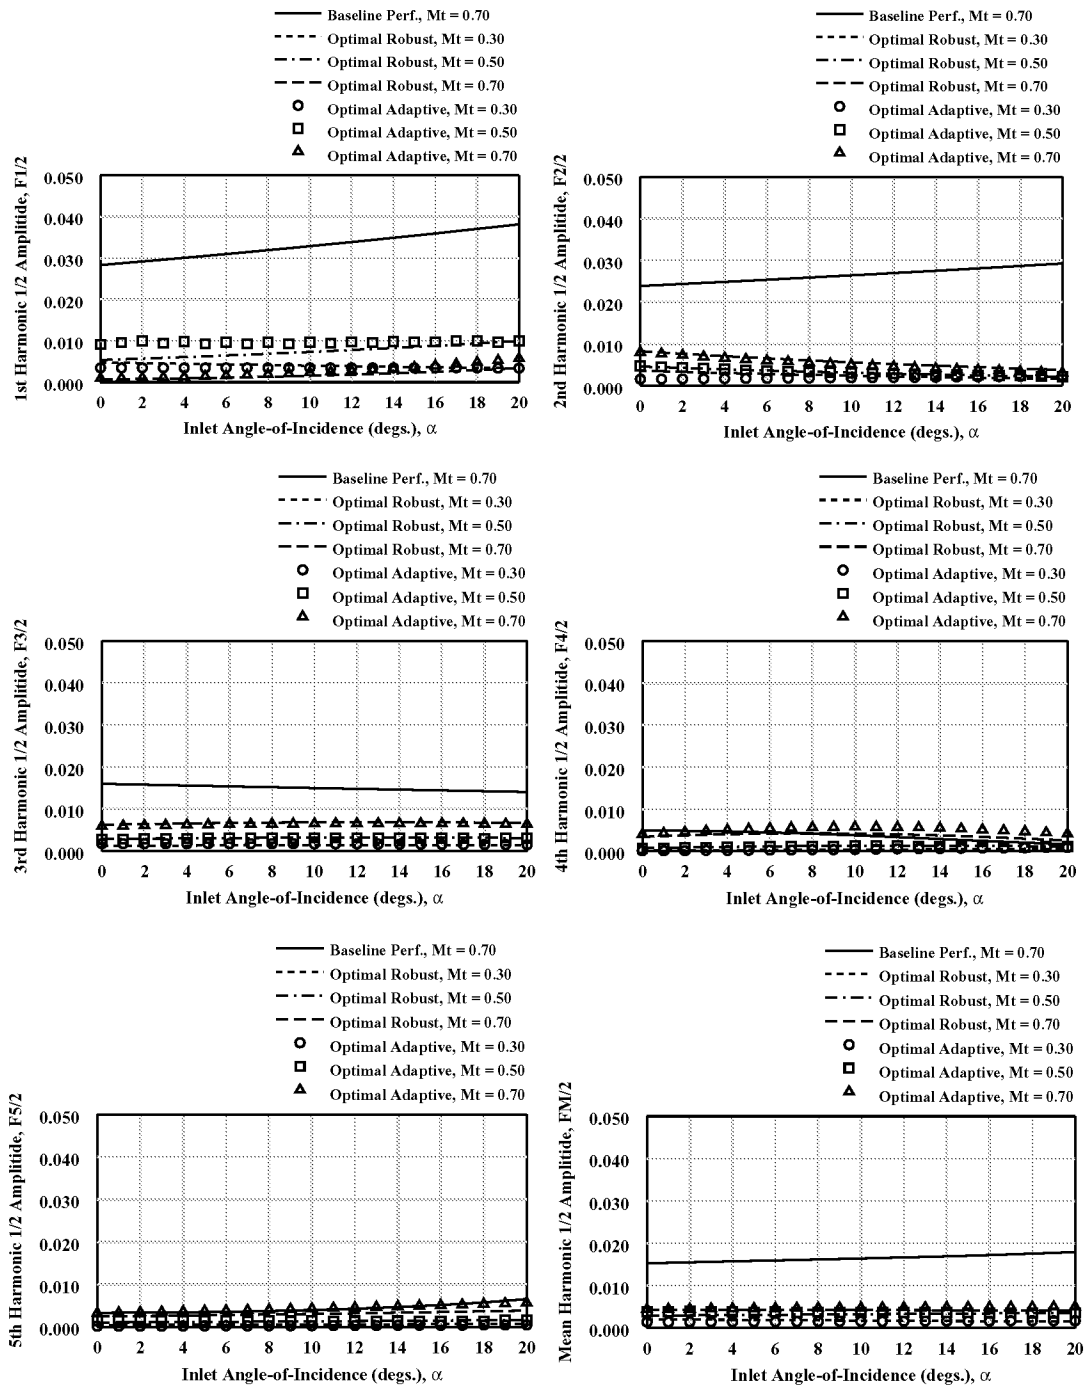 Baseline Perf., Mt = 0.70
Optimal Robust, Mt = 0.30
Optimal Robust, Mt = 0.50
Optimal Robust, Mt = 0.70
Optimal Adaptive, Mt = 0.30
Optimal Adaptive, Mt = 0.50
Optimal Adaptive, Mt = 0.70
1st Harmonic 1/2 Amplitide, F1/2
0.050
0.040
0.030
0.020
0.010
0.000
0 2 4 6 8 10 12 14 16 18 20
Inlet Angle-of-Incidence (degs.), α
Baseline Perf., Mt = 0.70
Optimal Robust, Mt = 0.30
Optimal Robust, Mt = 0.50
Optimal Robust, Mt = 0.70
Optimal Adaptive, Mt = 0.30
Optimal Adaptive, Mt = 0.50
Optimal Adaptive, Mt = 0.70
2nd Harmonic 1/2 Amplitide, F2/2
0.050
0.040
0.030
0.020
0.010
0.000
0 2 4 6 8 10 12 14 16 18 20
Inlet Angle-of-Incidence (degs.), α
Baseline Perf., Mt = 0.70
Optimal Robust, Mt = 0.30
Optimal Robust, Mt = 0.50
Optimal Robust, Mt = 0.70
Optimal Adaptive, Mt = 0.30
Optimal Adaptive, Mt = 0.50
Optimal Adaptive, Mt = 0.70
3rd Harmonic 1/2 Amplitide, F3/2
0.050
0.040
0.030
0.020
0.010
0.000
0 2 4 6 8 10 12 14 16 18 20
Inlet Angle-of-Incidence (degs.), α
Baseline Perf., Mt = 0.70
Optimal Robust, Mt = 0.30
Optimal Robust, Mt = 0.50
Optimal Robust, Mt = 0.70
Optimal Adaptive, Mt = 0.30
Optimal Adaptive, Mt = 0.50
Optimal Adaptive, Mt = 0.70
4th Harmonic 1/2 Amplitide, F4/2
0.050
0.040
0.030
0.020
0.010
0.000
0 2 4 6 8 10 12 14 16 18 20
Inlet Angle-of-Incidence (degs.), α
Baseline Perf., Mt = 0.70
Optimal Robust, Mt = 0.30
Optimal Robust, Mt = 0.50
Optimal Robust, Mt = 0.70
Optimal Adaptive, Mt = 0.30
Optimal Adaptive, Mt = 0.50
Optimal Adaptive, Mt = 0.70
5th Harmonic 1/2 Amplitide, F5/2
0.050
0.040
0.030
0.020
0.010
0.000
0 2 4 6 8 10 12 14 16 18 20
Inlet Angle-of-Incidence (degs.), α
Baseline Perf., Mt = 0.70
Optimal Robust, Mt = 0.30
Optimal Robust, Mt = 0.50
Optimal Robust, Mt = 0.70
Optimal Adaptive, Mt = 0.30
Optimal Adaptive, Mt = 0.50
Optimal Adaptive, Mt = 0.70
Mean Harmonic 1/2 Amplitide, FM/2
0.050
0.040
0.030
0.020
0.010
0.000
0 2 4 6 8 10 12 14 16 18 20
Inlet Angle-of-Incidence (degs.), α